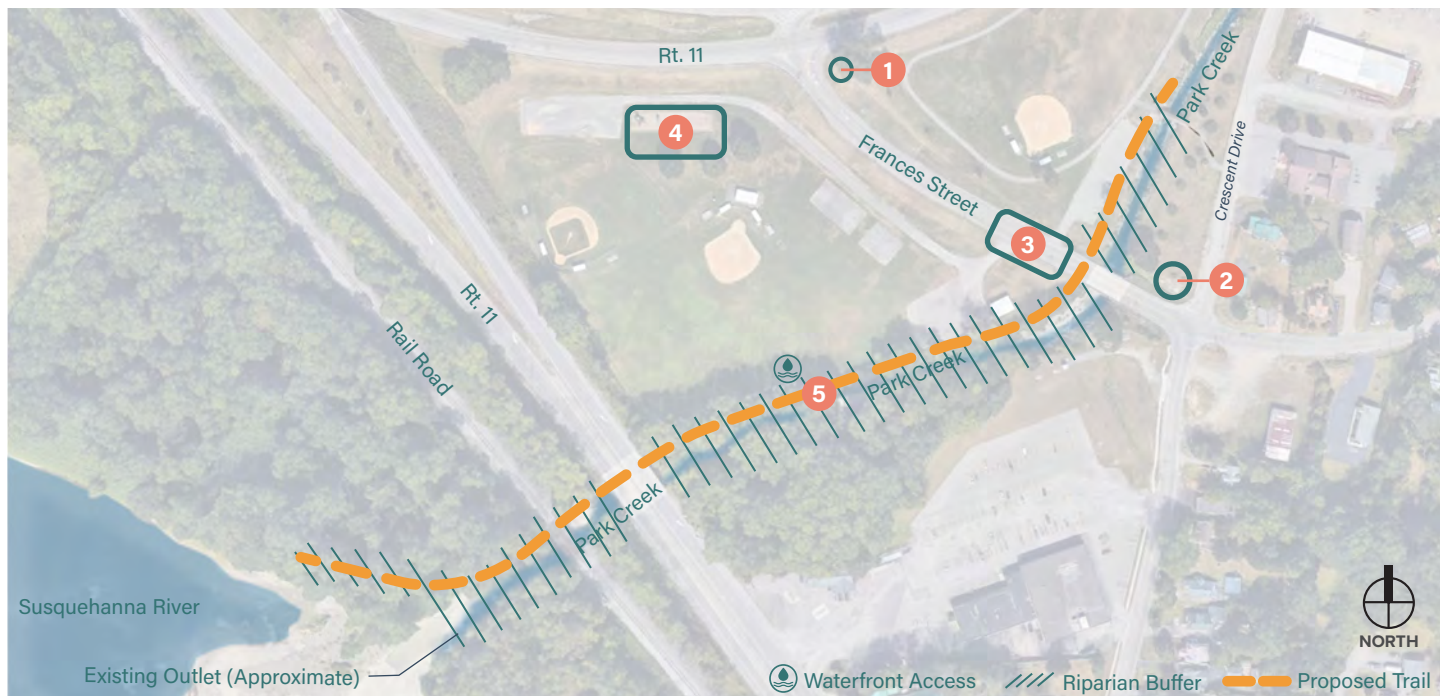 Rt. 11
1
Park Creek
4
Frances Street
Crescent Drive
3
2
Rt. 11
Rail Road
5
Park Creek
Park Creek
Susquehanna River
NORTH
Existing Outlet (Approximate)
Waterfront Access
Riparian Buffer
Proposed Trail